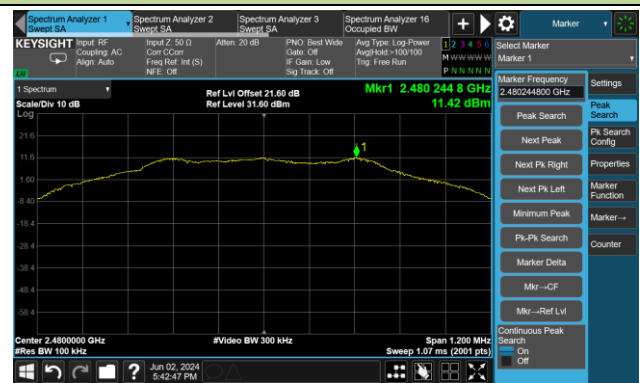 Spectrum Analyzer 1
Swept SA
Spectrum Analyzer 2
Swept SA
Spectrum Analyzer 3
Swept SA
Spectrum Analyzer 16
Occupied BW
Marker
KEYSIGHT
Input: RF
Coupling: AC
Align: Auto
Input Z: 50 Ω
Corr CCorr
Freq Ref: Int (S)
NFE: Off
Atten: 20 dB
PNO: Best Wide
Gate: Off
IF Gain: Low
Sig Track: Off
Avg Type: Log-Power
Avg|Hold:>100/100
Trig: Free Run
1 2 3 4 5 6
M W W W W W
P N N N N N
Select Marker
Marker 1
1 Spectrum
Scale/Div 10 dB
Log
Ref Lvl Offset 21.60 dB
Ref Level 31.60 dBm
Mkr1 2.480 244 8 GHz
11.42 dBm
21.6
11.6
1.60
-8.40
-18.4
-28.4
-38.4
-48.4
-58.4
1
Center 2.4800000 GHz
#Res BW 100 kHz
#Video BW 300 kHz
Span 1.200 MHz
Sweep 1.07 ms (2001 pts)
Marker Frequency
2.480244800 GHz
Peak Search
Next Peak
Next Pk Right
Next Pk Left
Minimum Peak
Pk-Pk Search
Marker Delta
Mkr→CF
Mkr→Ref Lvl
Continuous Peak
Search
On
Off
Settings
Peak
Search
Pk Search
Config
Properties
Marker
Function
Marker→
Counter
?
Jun 02, 2024
5:42:47 PM